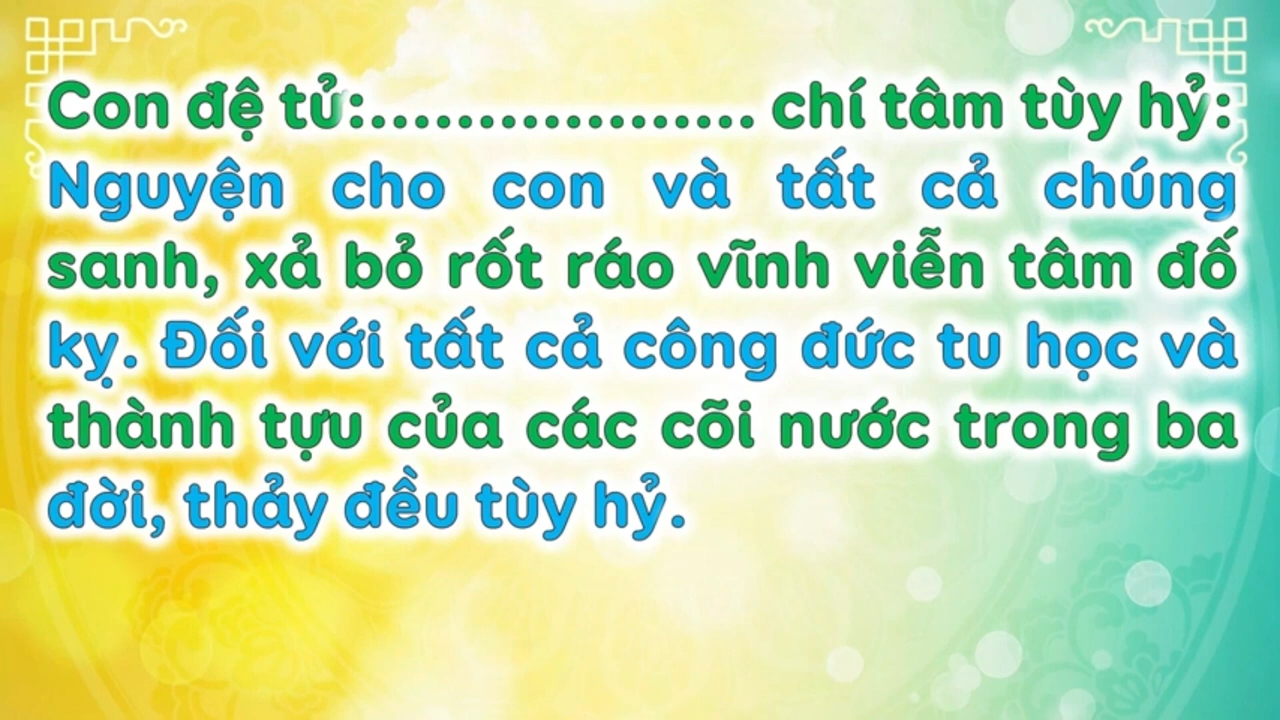 Con đệ tử:.................. chí tâm tùy hỷ:
Nguyện cho con và tất cả chúng
sanh, xả bỏ rốt ráo vĩnh viễn tâm đố
kỵ. Đối với tất cả công đức tu học và
thành tựu của các cõi nước trong ba
đời, thảy đều tùy hỷ.